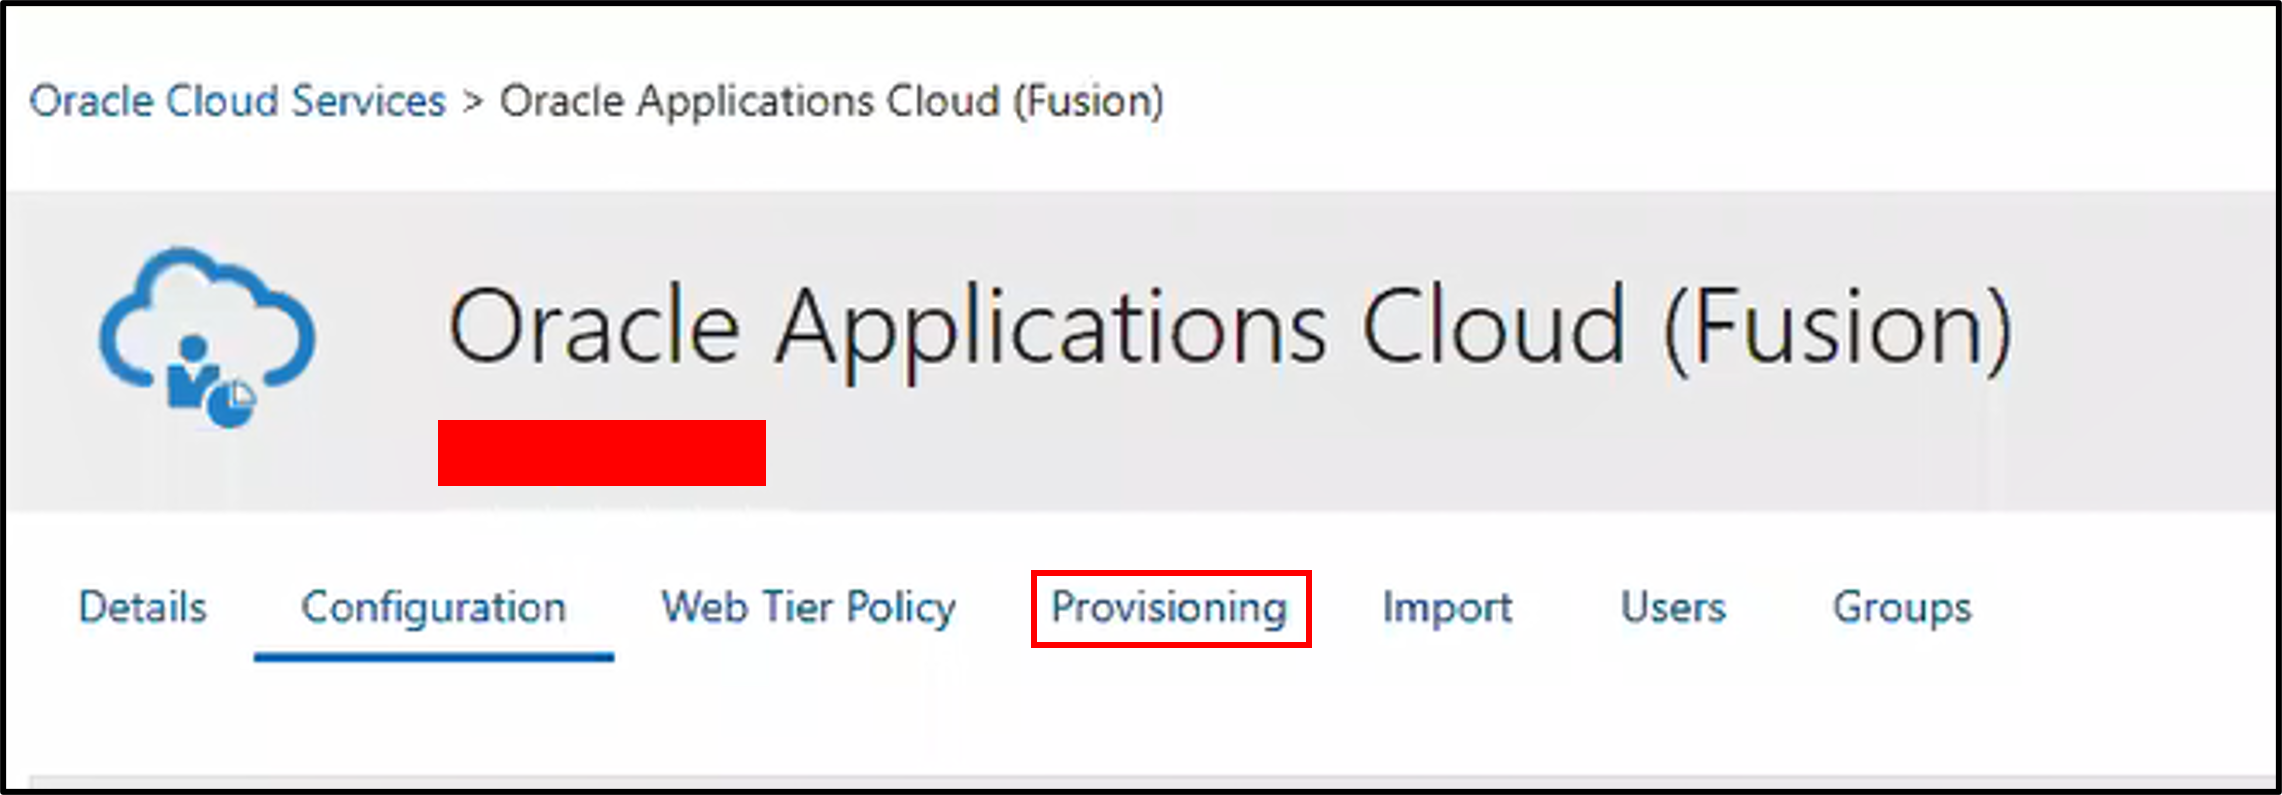 Oracle Cloud Services > Oracle Applications Cloud (Fusion)
Oracle Applications Cloud (Fusion)
Details Configuration Web Tier Policy Provisioning Import Users Groups